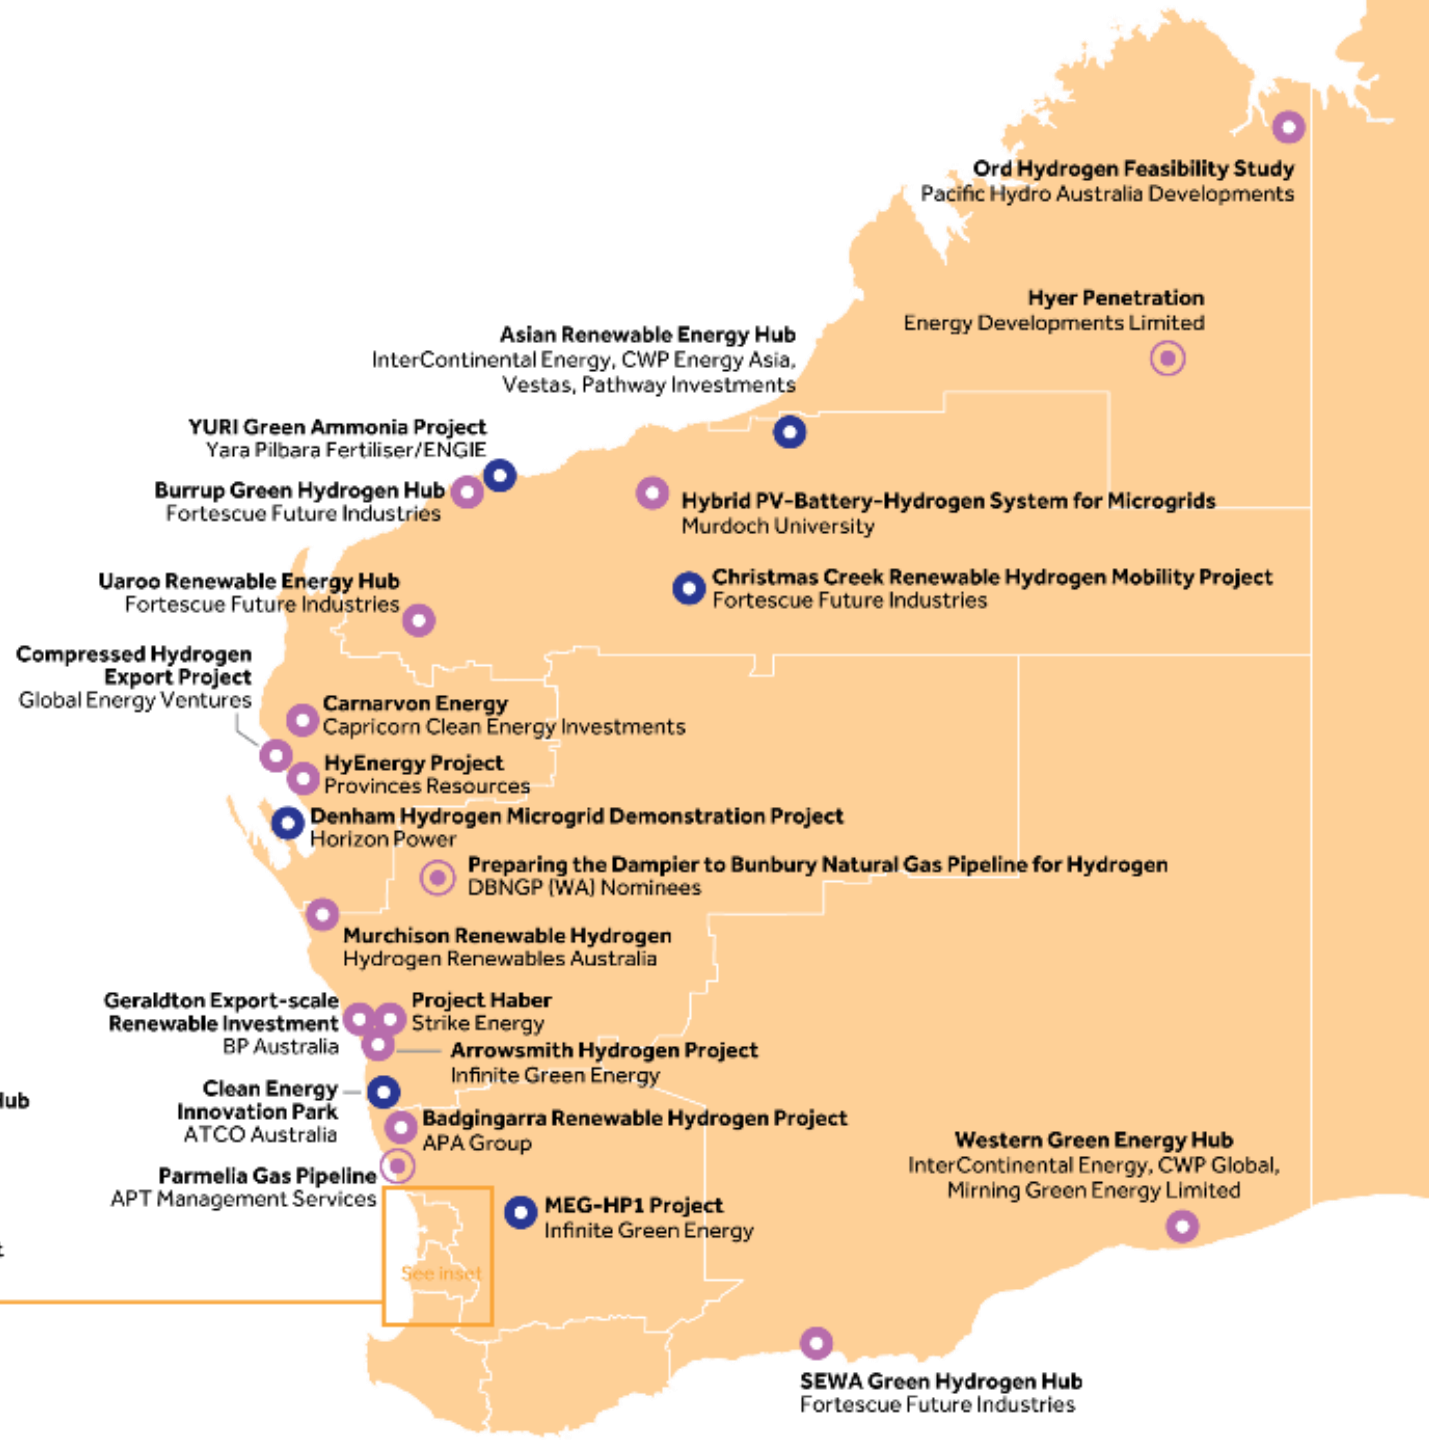 Ord Hydrogen Feasibility Study
Pacific Hydro Australia Developments
Hyer Penetration
Energy Developments Limited
Asian Renewable Energy Hub
InterContinental Energy, CWP Energy Asia,
Vestas, Pathway Investments
YURI Green Ammonia Project
Yara Pilbara Fertiliser/ENGIE
Burrup Green Hydrogen Hub
Fortescue Future Industries
Hybrid PV-Battery-Hydrogen System for Microgrids
Murdoch University
Christmas Creek Renewable Hydrogen Mobility Project
Fortescue Future Industries
Uaroo Renewable Energy Hub
Fortescue Future Industries
Compressed Hydrogen
Export Project
Global Energy Ventures
Carnarvon Energy
Capricorn Clean Energy Investments
HyEnergy Project
Provinces Resources
Denham Hydrogen Microgrid Demonstration Project
Horizon Power
Preparing the Dampier to Bunbury Natural Gas Pipeline for Hydrogen
DBNGP (WA) Nominees
Murchison Renewable Hydrogen
Hydrogen Renewables Australia
Geraldton Export-scale
Renewable Investment
BP Australia
Project Haber
Strike Energy
Arrowsmith Hydrogen Project
Infinite Green Energy
Clean Energy
Innovation Park
ATCO Australia
Badgingarra Renewable Hydrogen Project
APA Group
Parmelia Gas Pipeline
APT Management Services
MEG-HP1 Project
Infinite Green Energy
Western Green Energy Hub
InterContinental Energy, CWP Global,
Mirning Green Energy Limited
See inset
SEWA Green Hydrogen Hub
Fortescue Future Industries